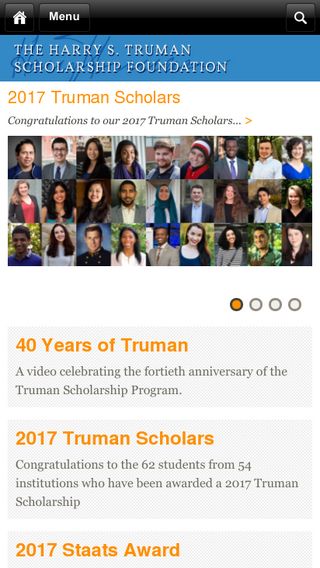 Menu
THE HARRY S. TRUMAN
SCHOLARSHIP FOUNDATION
2017 Truman Scholars
Congratulations to our 2017 Truman Scholars... >
40 Years of Truman
A video celebrating the fortieth anniversary of the
Truman Scholarship Program.
2017 Truman Scholars
Congratulations to the 62 students from 54
institutions who have been awarded a 2017 Truman
Scholarship
2017 Staats Award